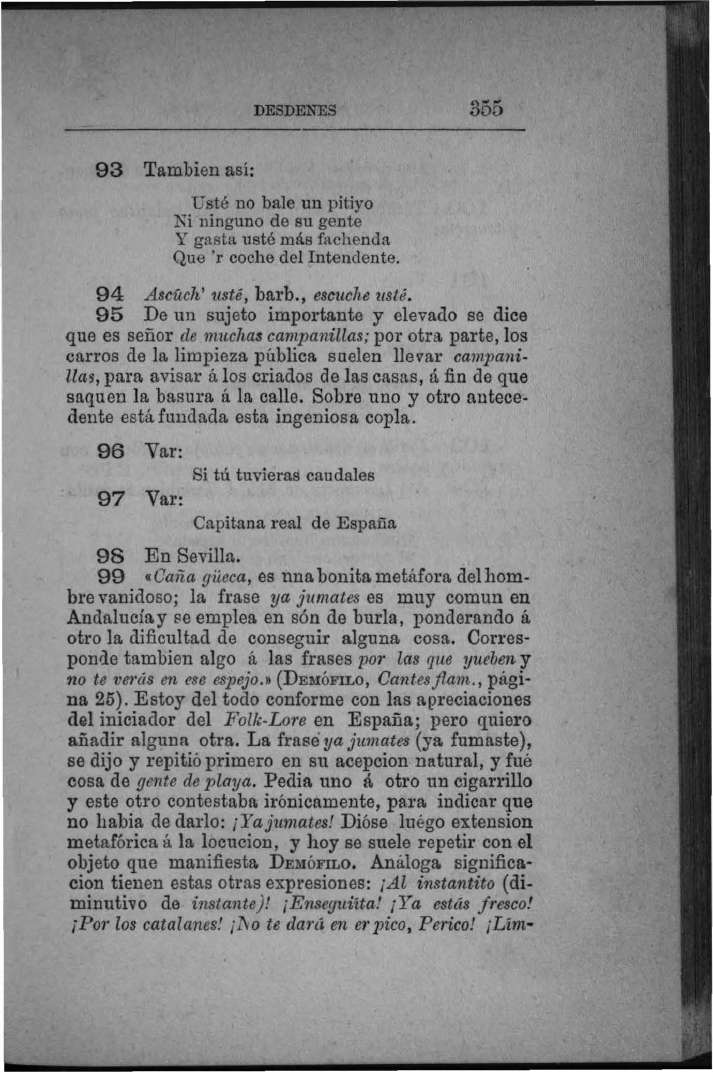 DESDENES 355
93 Tambien así:
Usté no bale un pitiyo
Ni ninguno de su gente
Y gasta usté más fachenda
Que 'r coche del Intendente.
94 Ascúch' usté, barb., escuche usté.
95 De un sujeto importante y elevado se dice
que es señor de muchas campanillas; por otra parte, los
carros de la limpieza pública suelen llevar campani-
llas, para avisar á los criados de las casas, á fin de que
saquen la basura á la calle. Sobre uno y otro antece-
dente está fundada esta ingeniosa copla.
96 Var:
Si tú tuvieras caudales
97 Var:
Capitana real de España
98 En Sevilla.
99 «Caña güeca, es una bonita metáfora del hom-
bre vanidoso; la frase ya jumates es muy comun en
Andalucía y se emplea en són de burla, ponderando á
otro la dificultad de conseguir alguna cosa. Corres-
ponde tambien algo á las frases por las que yueben y
no te verás en ese espejo.» (DEMÓFILO, Cantes flam., pági-
na 25). Estoy del todo conforme con las apreciaciones
del iniciador del Folk-Lore en España; pero quiero
añadir alguna otra. La frase ya jumates (ya fumaste),
se dijo y repitió primero en su acepcion natural, y fué
cosa de gente de playa. Pedia uno á otro un cigarrillo
y este otro contestaba irónicamente, para indicar que
no habia de darlo: ¡Ya jumates! Dióse luégo extension
metafórica á la locucion, y hoy se suele repetir con el
objeto que manifiesta DEMÓFILO. Análoga significa-
cion tienen estas otras expresiones: ¡Al instantito (di-
minutivo de instante)! ¡Enseguiíta! ¡Ya estás fresco!
¡Por los catalanes! ¡No te dará en er pico, Perico! ¡Lím-